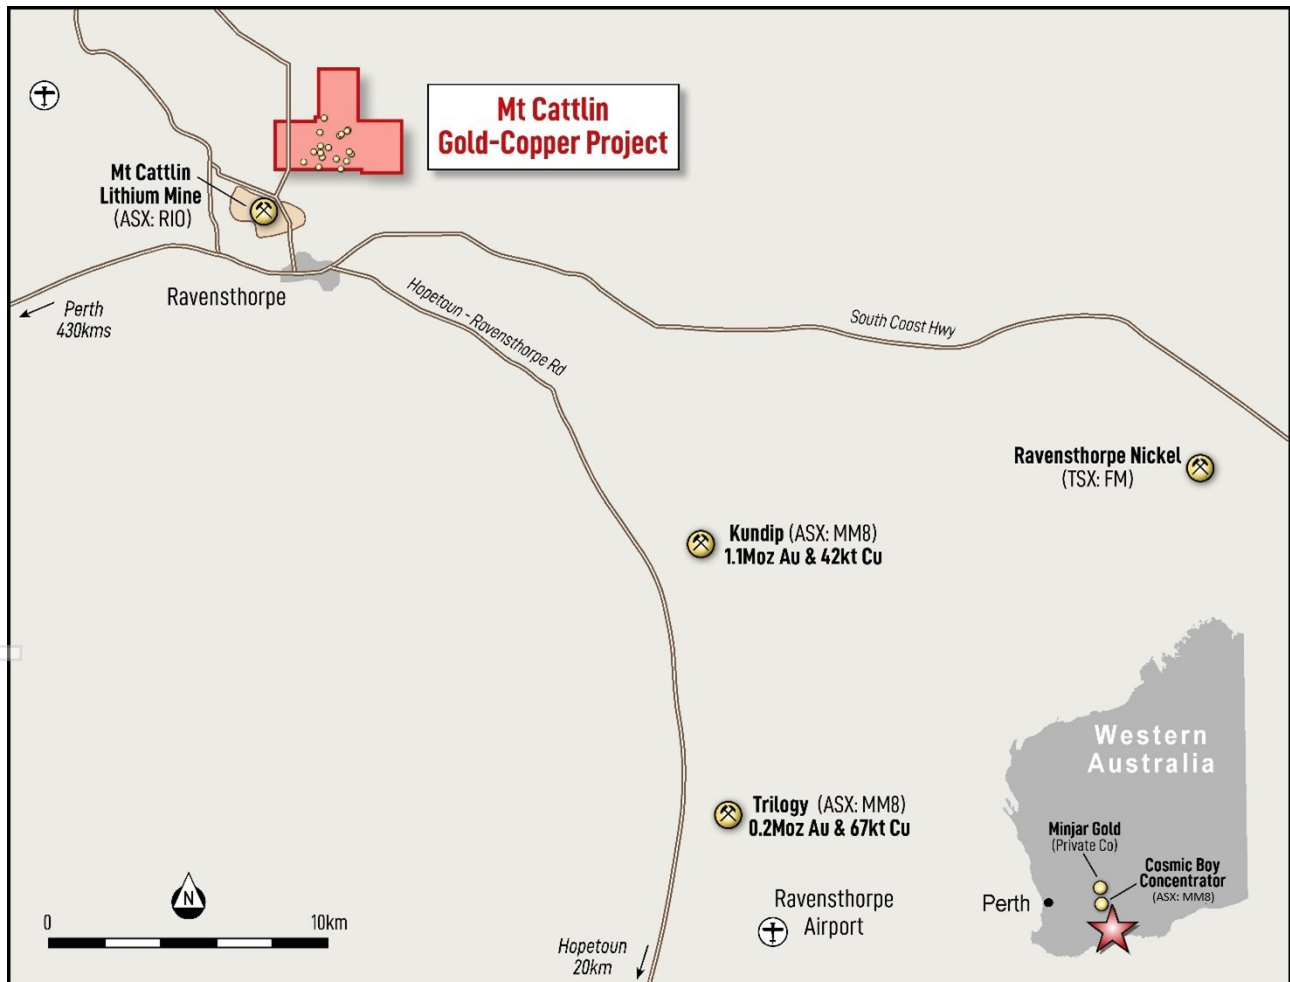 Mt Cattlin
Gold-Copper Project
Mt Cattlin
Lithium Mine
(ASX: RIO)
Ravensthorpe
Perth
430kms
Hopetoun - Ravensthorpe Rd
South Coast Hwy
Ravensthorpe Nickel
(TSX: FM)
Kundip (ASX: MM8)
1.1Moz Au & 42kt Cu
Trilogy (ASX: MM8)
0.2Moz Au & 67kt Cu
Ravensthorpe
Airport
Hopetoun
20km
N
0 10km
Western
Australia
Minjar Gold
(Private Co)
Cosmic Boy
Concentrator
(ASX: MM8)
Perth